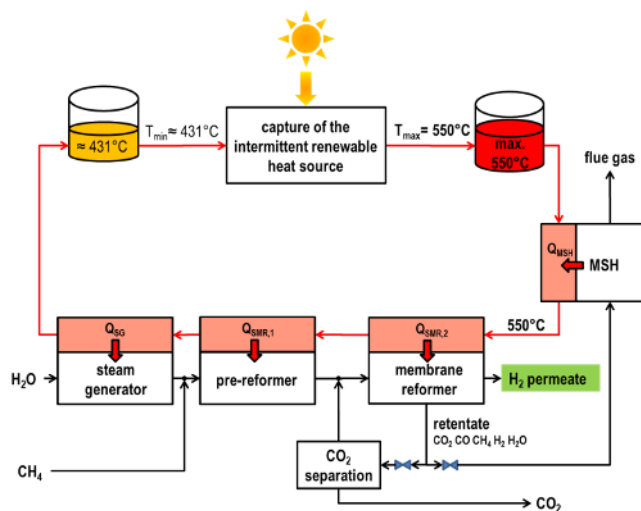 ≈ 431°C
T_min ≈ 431°C
capture of the
intermittent renewable
heat source
T_max = 550°C
max.
550°C
flue gas
Q_MSH
MSH
550°C
Q_SG
steam
generator
Q_SMR,1
pre-reformer
Q_SMR,2
membrane
reformer
H₂O
H₂ permeate
retentate
CO₂ CO CH₄ H₂ H₂O
CO₂
separation
CH₄
CO₂